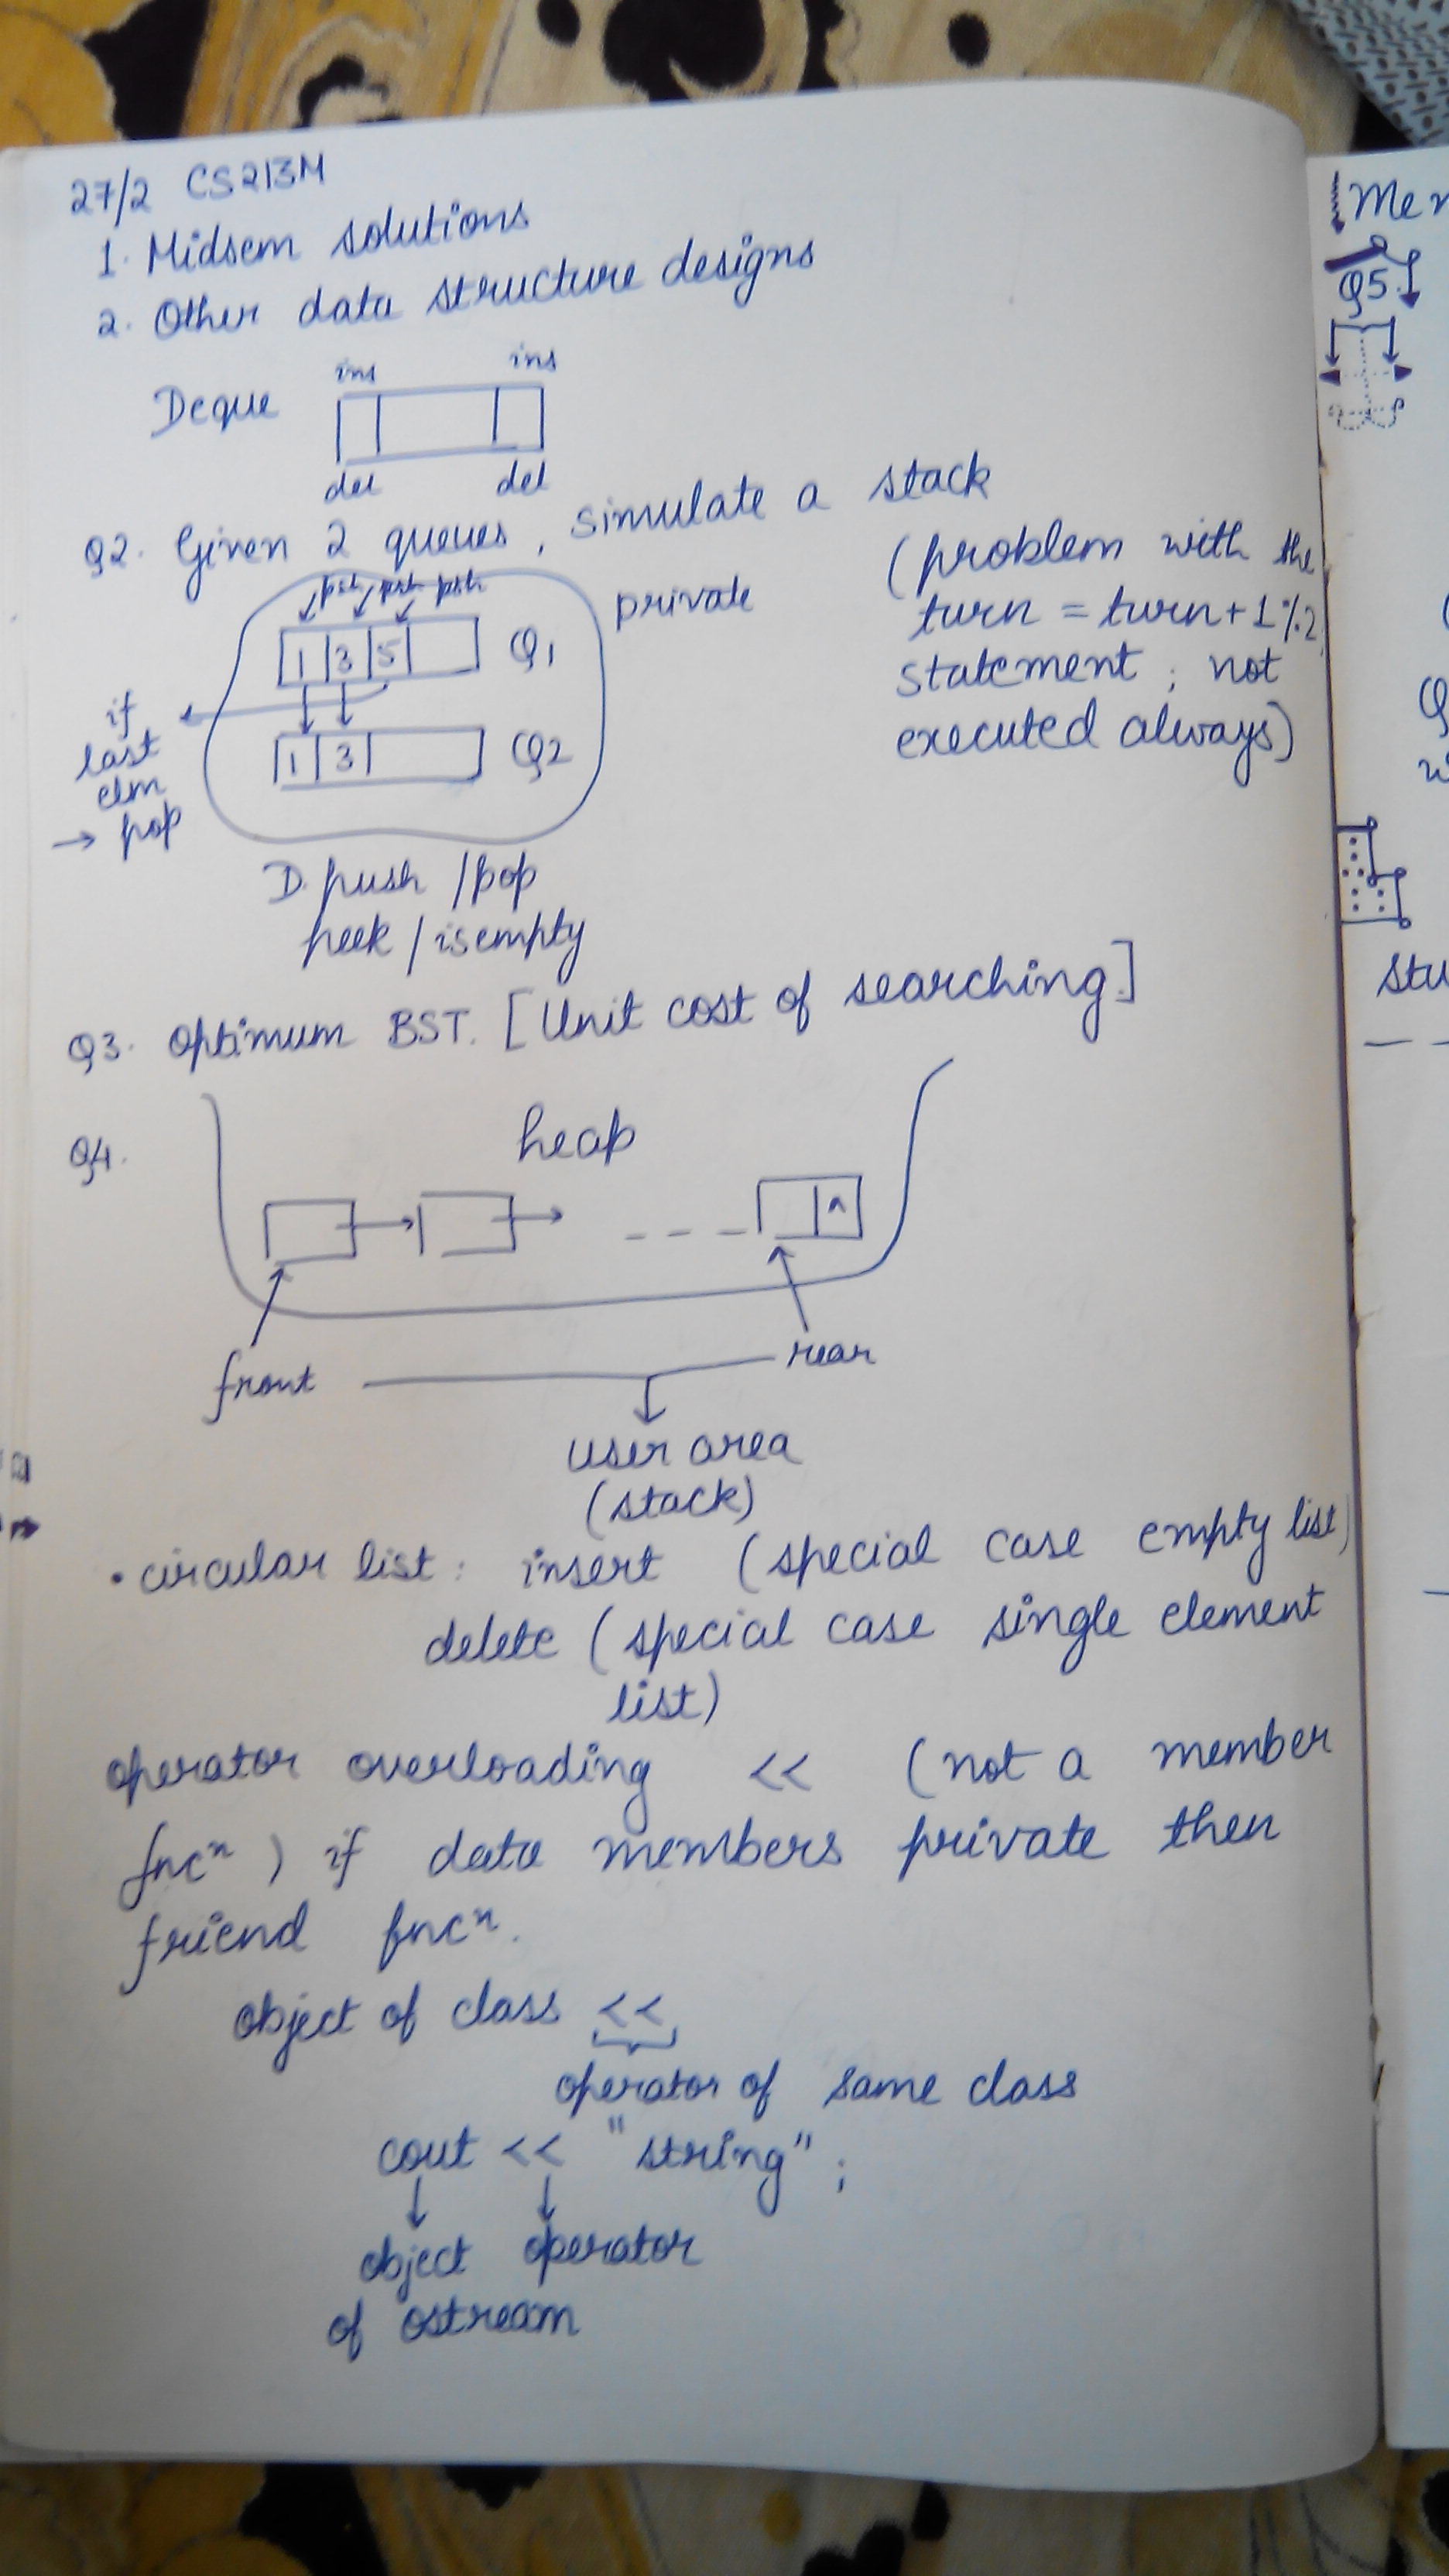 27/2 CS213M
1. Midsem solutions
2. Other data structure designs
ins ins
Deque
del del
Q2. Given 2 queues, simulate a stack
(problem with the
turn = turn+1%2
statement; not
executed always)
psh psh psh
private
1 3 5 Q1
1 3 Q2
if
last
elm
→ pop
D. push / pop
peek / isempty
Q3. Optimum BST. [Unit cost of searching]
Q4.
heap
front
rear
user area
(stack)
• circular list: insert (special case empty list)
delete (special case single element
list)
operator overloading << (not a member
fncⁿ) if data members private then
friend fncⁿ.
object of class <<
operator of same class
cout << "string";
object operator
of ostream
Q5.